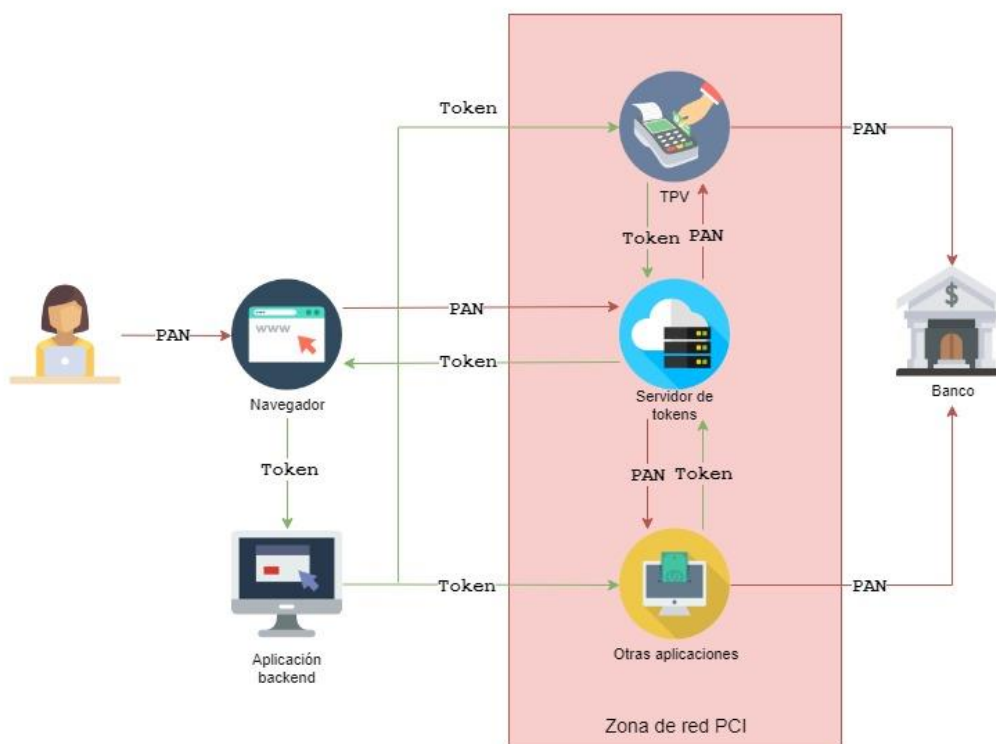 Token
PAN
TPV
Token
PAN
WWW
PAN
PAN
Token
$
Navegador
Servidor de
tokens
Banco
Token
PAN
Token
Token
PAN
Aplicación
backend
Otras aplicaciones
Zona de red PCI